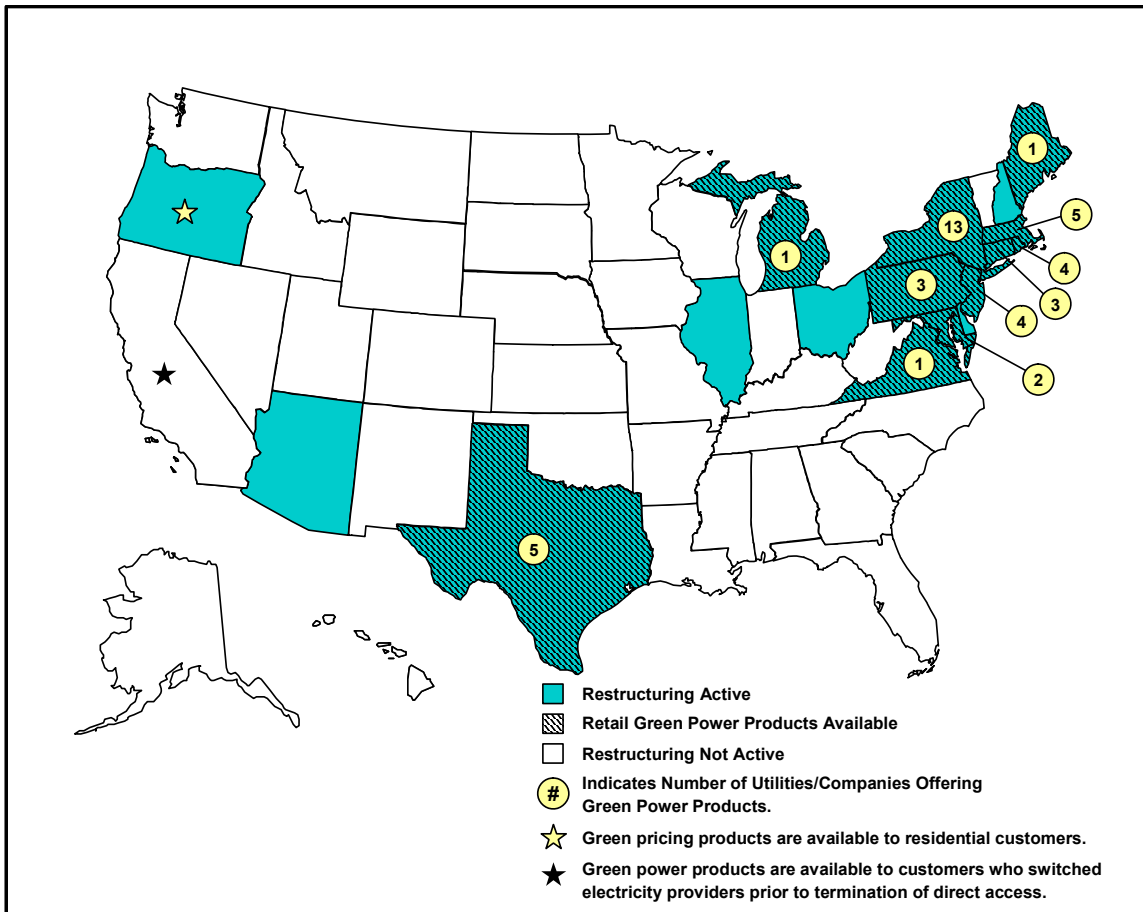 1
13
5
1
4
3
3
4
1
2
5
Restructuring Active
Retail Green Power Products Available
Restructuring Not Active
# Indicates Number of Utilities/Companies Offering
Green Power Products.
Green pricing products are available to residential customers.
Green power products are available to customers who switched
electricity providers prior to termination of direct access.